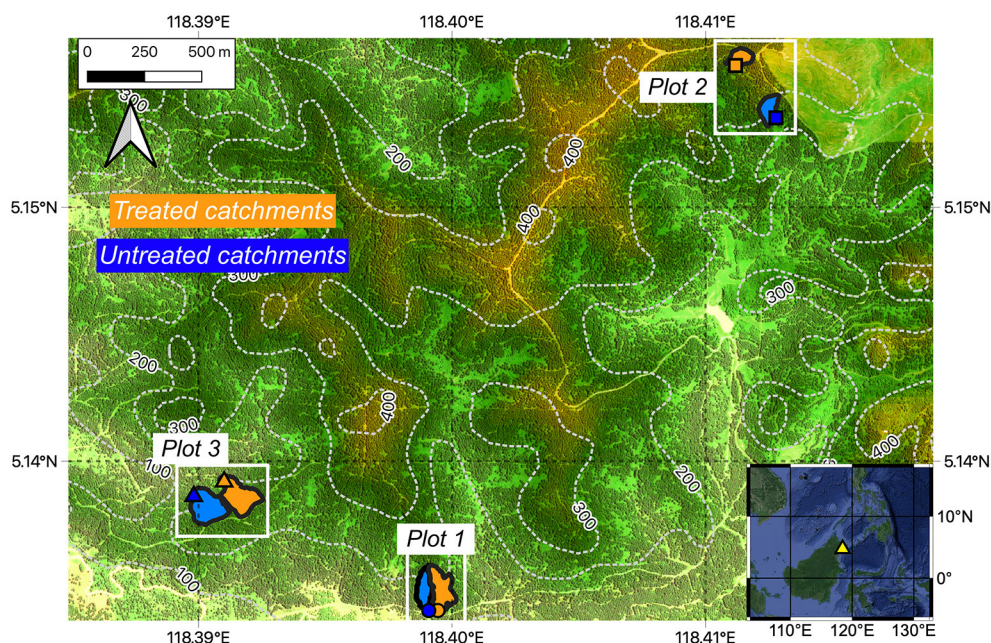 118.39°E
118.40°E
118.41°E
0
250
500 m
Plot 2
300
200
400
5.15°N
5.15°N
Treated catchments
400
Untreated catchments
300
300
200
400
300
400
Plot 3
100
5.14°N
5.14°N
200
10°N
300
Plot 1
100
0°
110°E
120°E
130°E
118.39°E
118.40°E
118.41°E